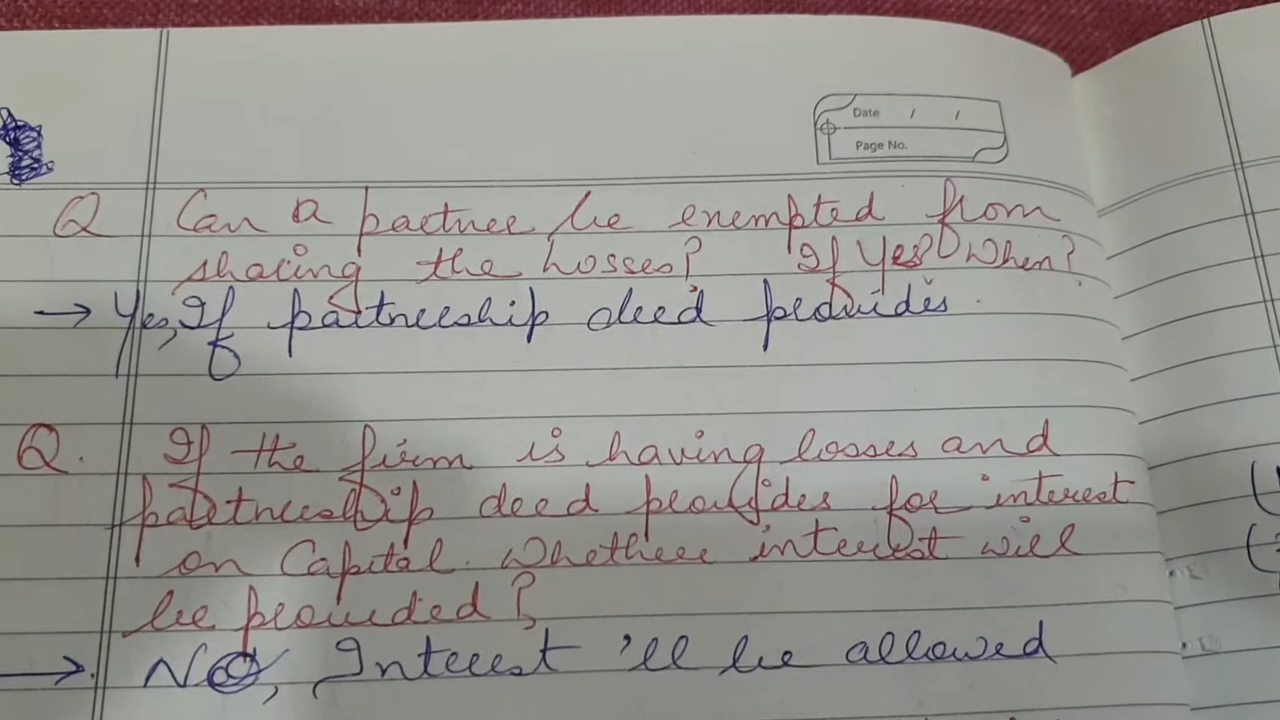 Date / /
Page No.
Q Can a partner be exempted from
sharing the losses? If Yes? When?
→ Yes, If partnership deed provides.
Q. If the firm is having losses and
partnership deed provides for interest
on Capital. Whether interest will
be provided?
→ No, Interest 'll be allowed